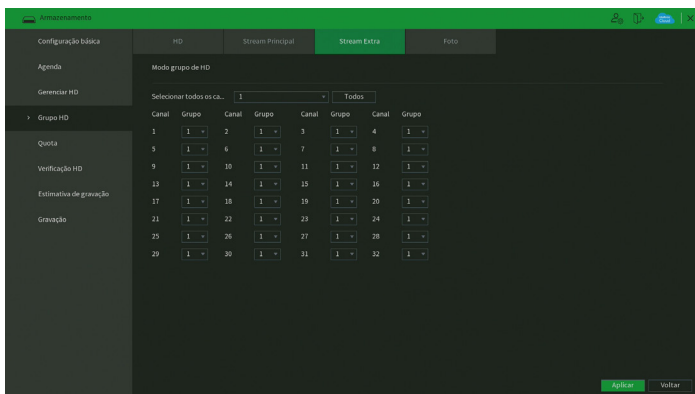 Armazenamento
Configuração básica
Agenda
Gerenciar HD
Grupo HD
Quota
Verificação HD
Estimativa de gravação
Gravação
HD Stream Principal Stream Extra Foto
Modo grupo de HD
Selecionar todos os ca... 1 Todos
Canal Grupo Canal Grupo Canal Grupo Canal Grupo
1 1 2 1 3 1 4 1
5 1 6 1 7 1 8 1
9 1 10 1 11 1 12 1
13 1 14 1 15 1 16 1
17 1 18 1 19 1 20 1
21 1 22 1 23 1 24 1
25 1 26 1 27 1 28 1
29 1 30 1 31 1 32 1
Aplicar Voltar